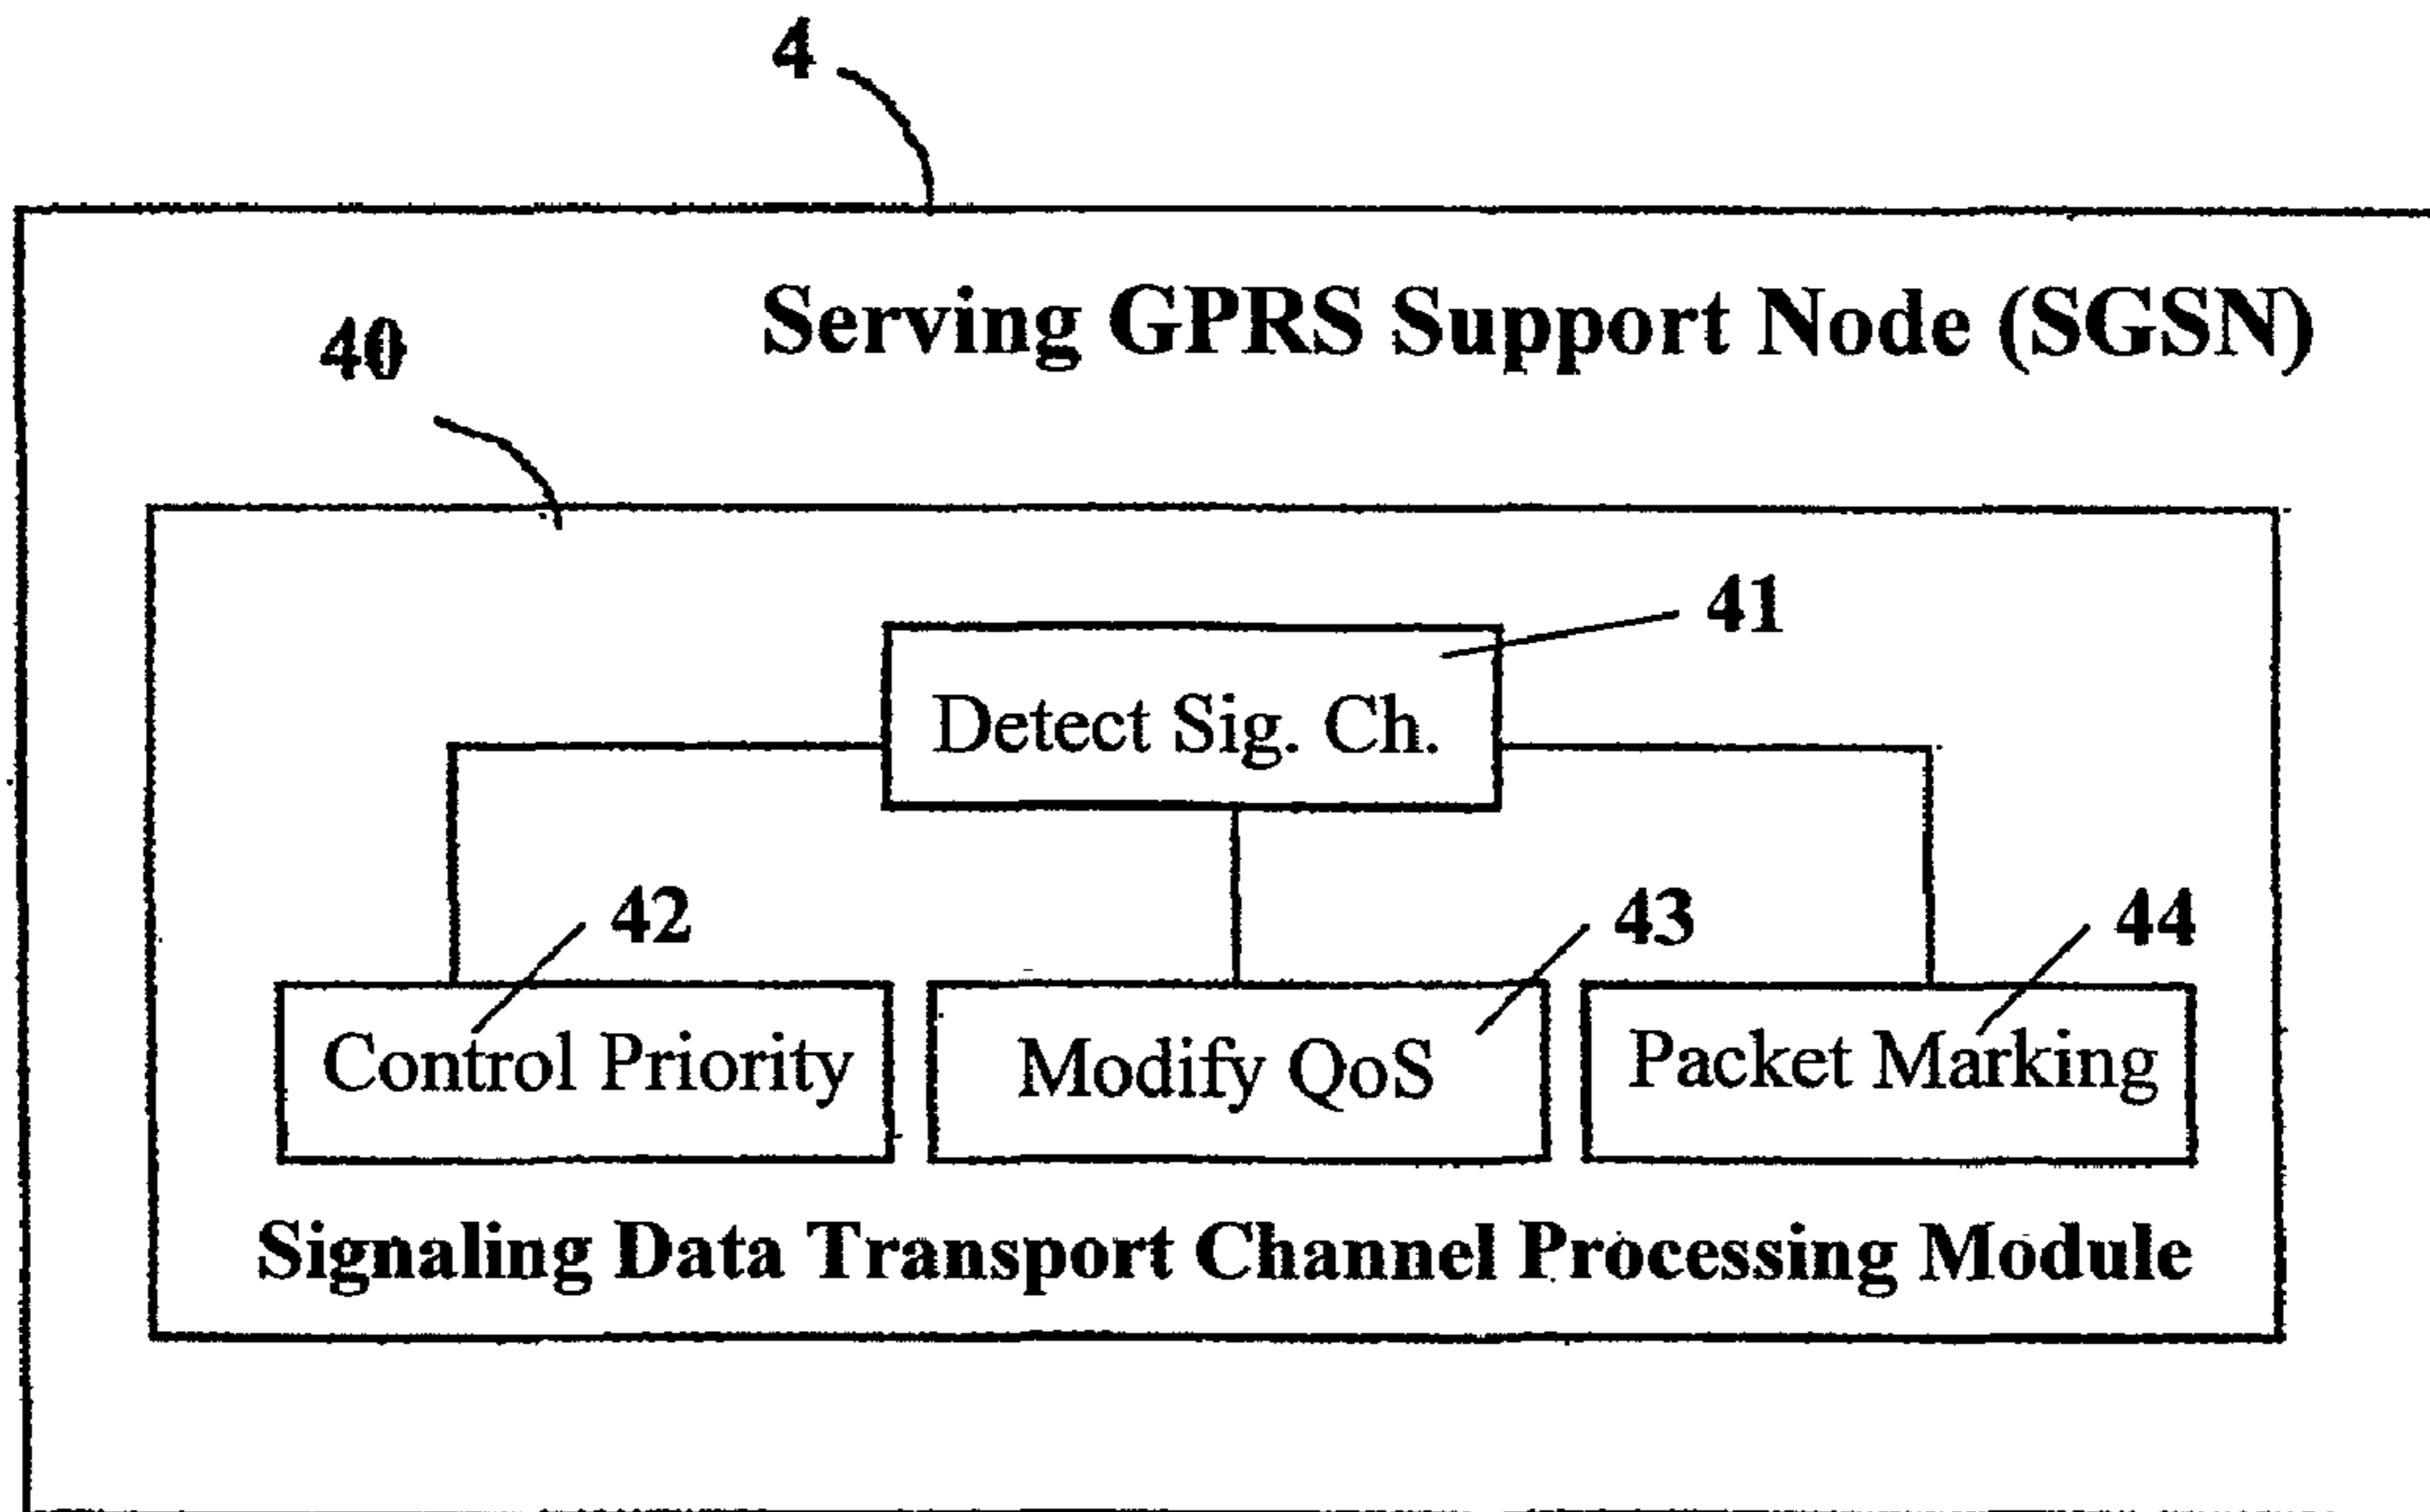 4
Serving GPRS Support Node (SGSN)
40
41
Detect Sig. Ch.
42
43
44
Control Priority
Modify QoS
Packet Marking
Signaling Data Transport Channel Processing Module